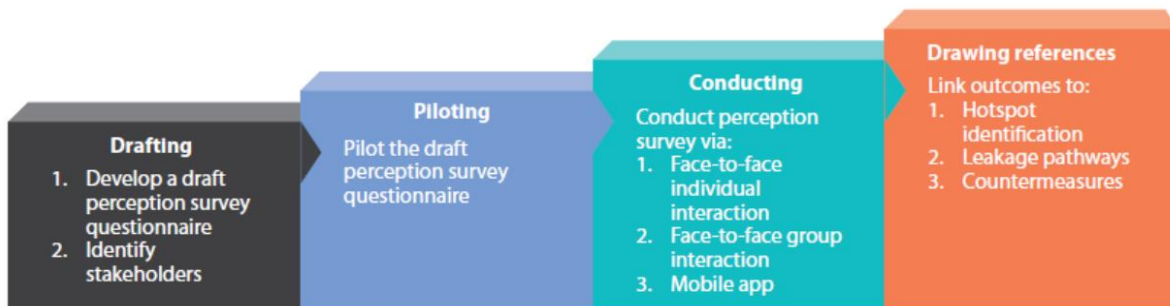 Drafting
1. Develop a draft
perception survey
questionnaire
2. Identify
stakeholders
Piloting
Pilot the draft
perception survey
questionnaire
Conducting
Conduct perception
survey via:
1. Face-to-face
individual
interaction
2. Face-to-face group
interaction
3. Mobile app
Drawing references
Link outcomes to:
1. Hotspot
identification
2. Leakage pathways
3. Countermeasures